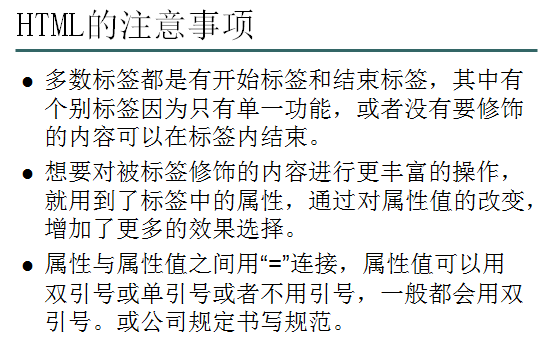 HTML的注意事项
● 多数标签都是有开始标签和结束标签，其中有
个别标签因为只有单一功能，或者没有要修饰
的内容可以在标签内结束。
● 想要对被标签修饰的内容进行更丰富的操作，
就用到了标签中的属性，通过对属性值的改变，
增加了更多的效果选择。
● 属性与属性值之间用“=”连接，属性值可以用
双引号或单引号或者不用引号，一般都会用双
引号。或公司规定书写规范。